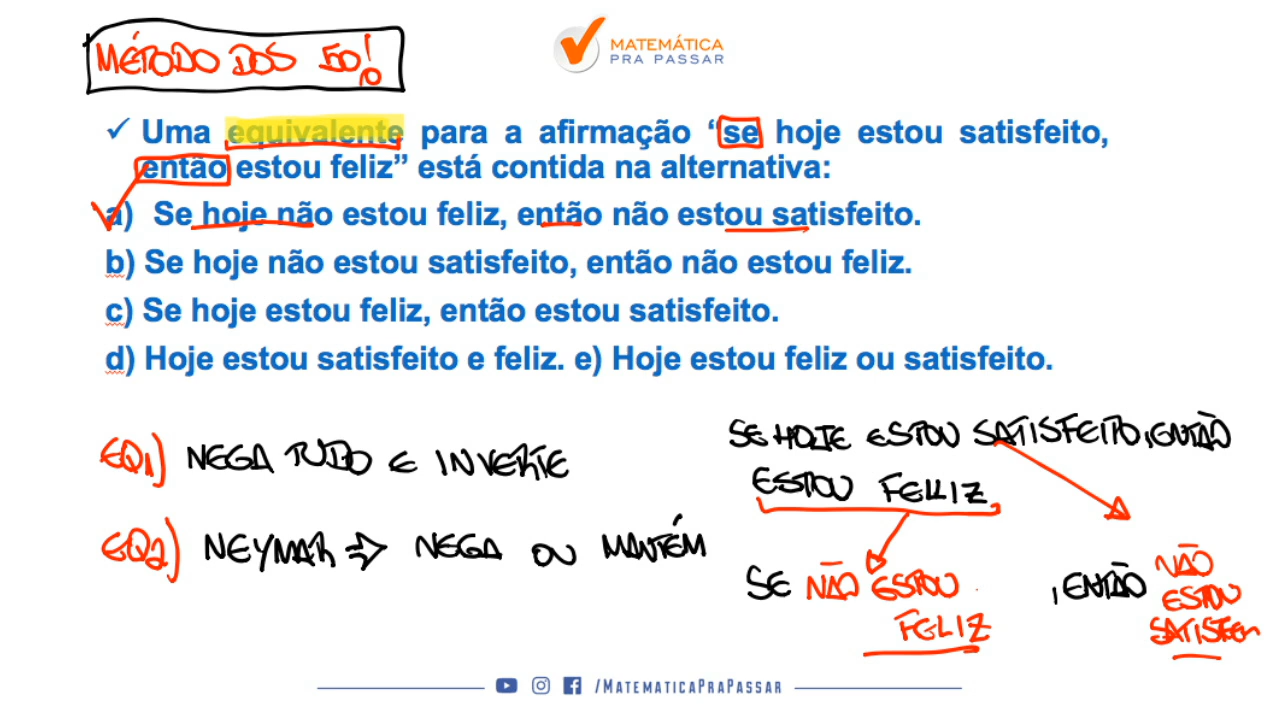 MÉTODO DOS EQ!
MATEMÁTICA
PRA PASSAR
✓ Uma equivalente para a afirmação “se hoje estou satisfeito,
então estou feliz” está contida na alternativa:
a) Se hoje não estou feliz, então não estou satisfeito.
b) Se hoje não estou satisfeito, então não estou feliz.
c) Se hoje estou feliz, então estou satisfeito.
d) Hoje estou satisfeito e feliz. e) Hoje estou feliz ou satisfeito.
EQ1) NEGA TUDO E INVERTE
EQ2) NEYMAR ⇒ NEGA OU MANTÉM
SE HOJE ESTOU SATISFEITO, ENTÃO
ESTOU FELIZ
SE NÃO ESTOU
FELIZ
, ENTÃO NÃO
ESTOU
SATISFEI
/MATEMATICAPRAPASSAR